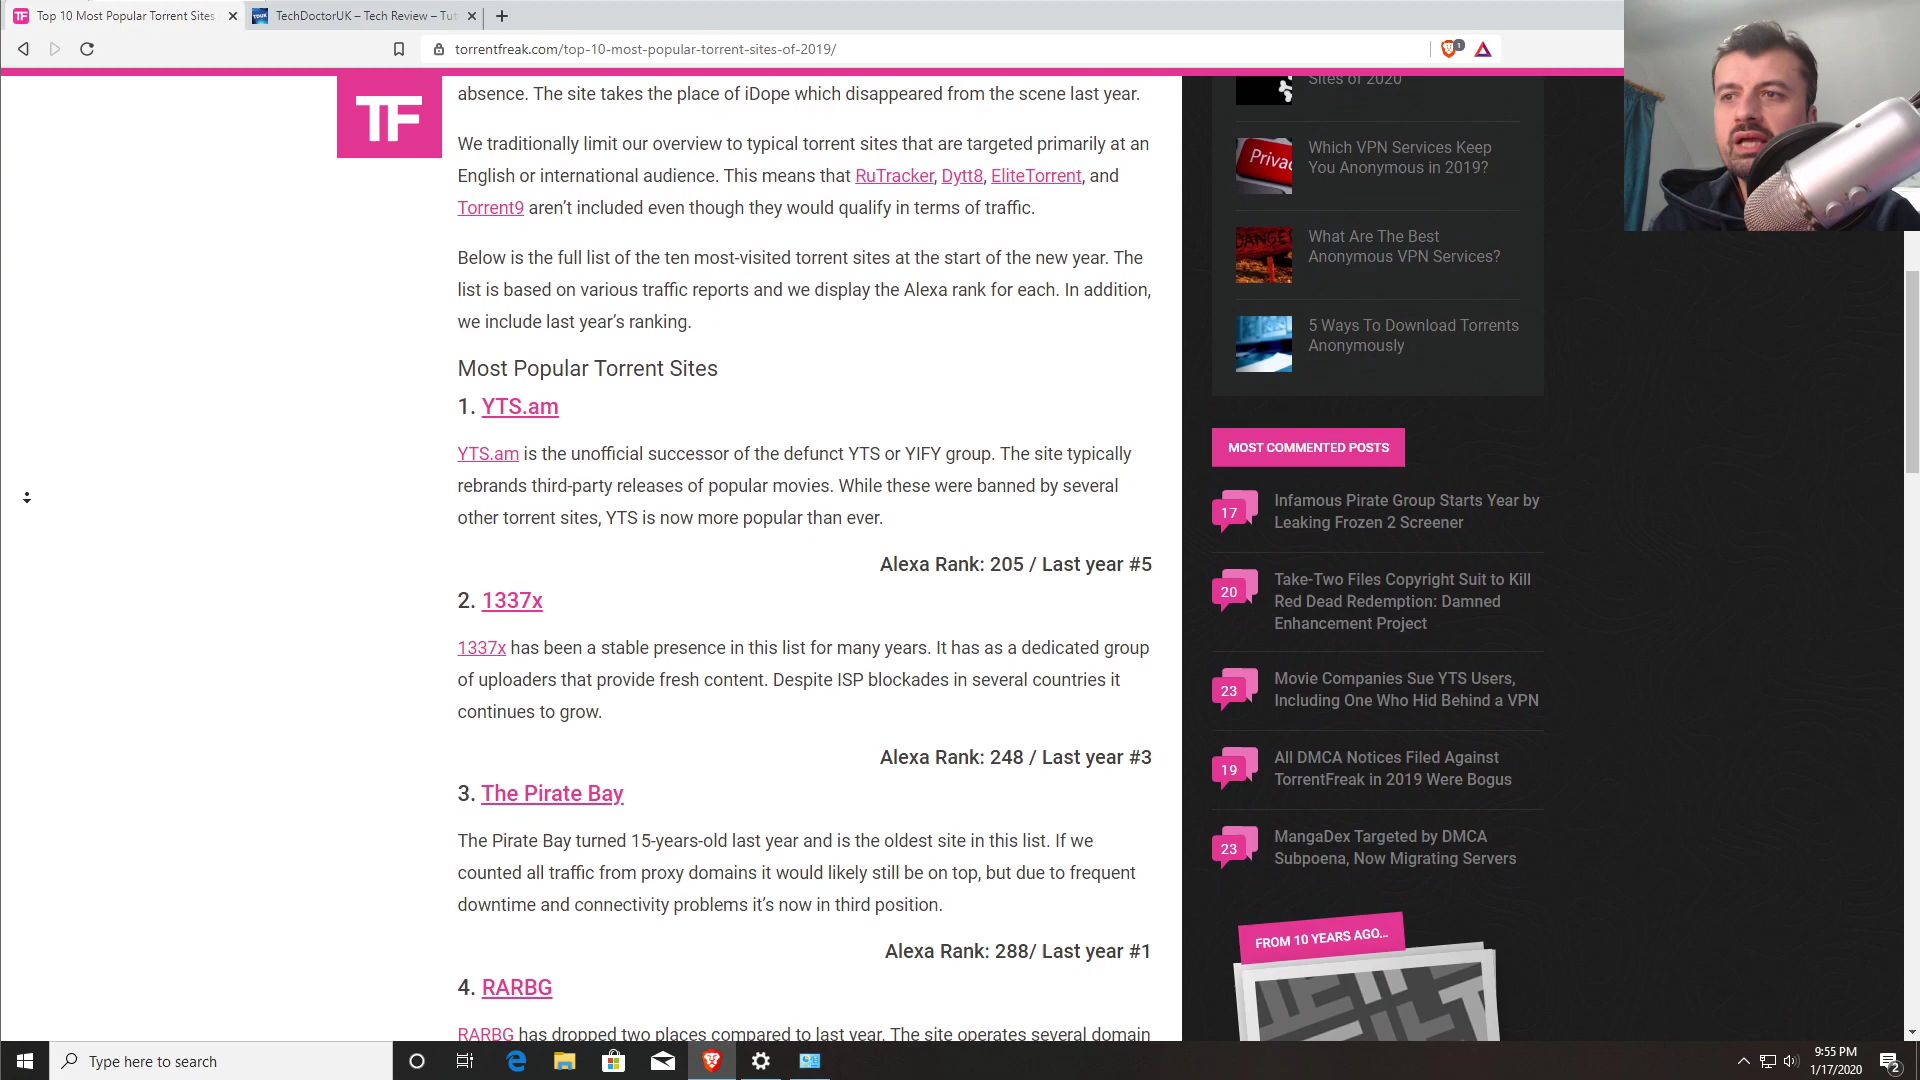 Top 10 Most Popular Torrent Sites
TechDoctorUK – Tech Review – Tut
torrentfreak.com/top-10-most-popular-torrent-sites-of-2019/
1
TF
absence. The site takes the place of iDope which disappeared from the scene last year.
We traditionally limit our overview to typical torrent sites that are targeted primarily at an
English or international audience. This means that RuTracker, Dytt8, EliteTorrent, and
Torrent9 aren’t included even though they would qualify in terms of traffic.
Below is the full list of the ten most-visited torrent sites at the start of the new year. The
list is based on various traffic reports and we display the Alexa rank for each. In addition,
we include last year’s ranking.
Most Popular Torrent Sites
1. YTS.am
YTS.am is the unofficial successor of the defunct YTS or YIFY group. The site typically
rebrands third-party releases of popular movies. While these were banned by several
other torrent sites, YTS is now more popular than ever.
Alexa Rank: 205 / Last year #5
2. 1337x
1337x has been a stable presence in this list for many years. It has as a dedicated group
of uploaders that provide fresh content. Despite ISP blockades in several countries it
continues to grow.
Alexa Rank: 248 / Last year #3
3. The Pirate Bay
The Pirate Bay turned 15-years-old last year and is the oldest site in this list. If we
counted all traffic from proxy domains it would likely still be on top, but due to frequent
downtime and connectivity problems it’s now in third position.
Alexa Rank: 288/ Last year #1
4. RARBG
RARBG has dropped two places compared to last year. The site operates several domain
Sites of 2020
Privac
Which VPN Services Keep
You Anonymous in 2019?
DANGER
What Are The Best
Anonymous VPN Services?
5 Ways To Download Torrents
Anonymously
MOST COMMENTED POSTS
17
Infamous Pirate Group Starts Year by
Leaking Frozen 2 Screener
20
Take-Two Files Copyright Suit to Kill
Red Dead Redemption: Damned
Enhancement Project
23
Movie Companies Sue YTS Users,
Including One Who Hid Behind a VPN
19
All DMCA Notices Filed Against
TorrentFreak in 2019 Were Bogus
23
MangaDex Targeted by DMCA
Subpoena, Now Migrating Servers
FROM 10 YEARS AGO...
Type here to search
9:55 PM
1/17/2020
2